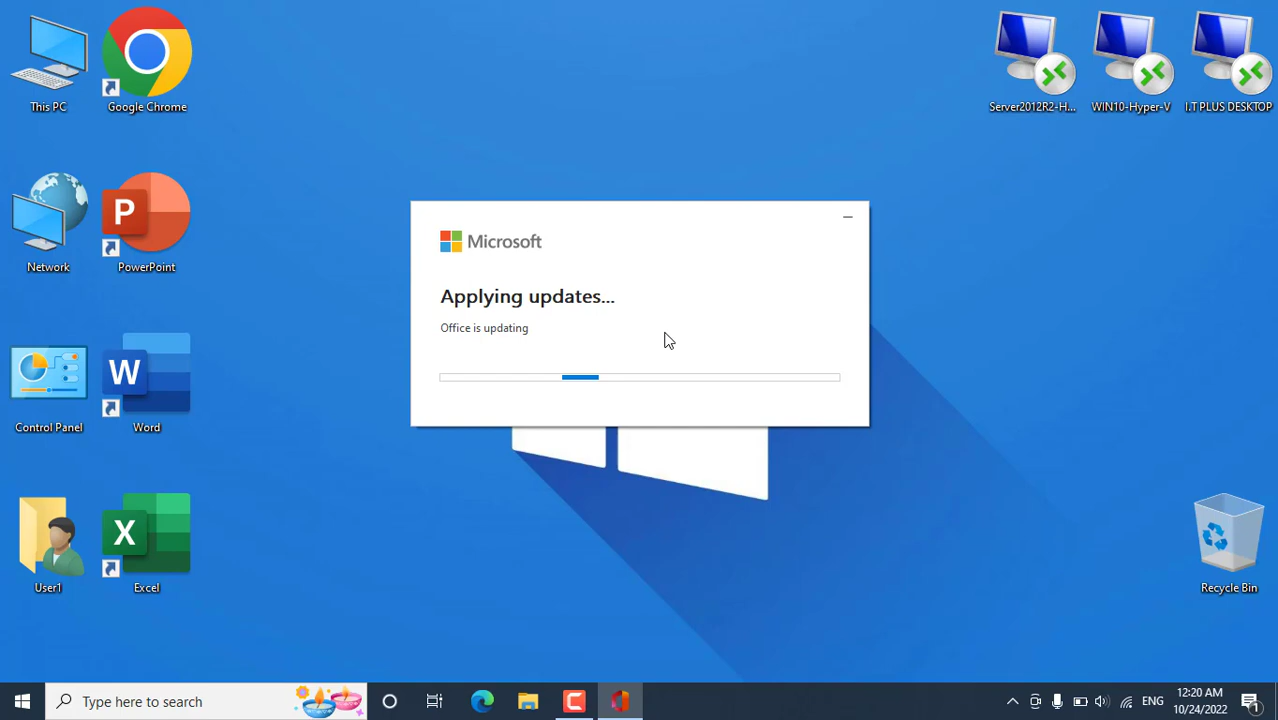 This PC
Google Chrome
Server2012R2-H...
WIN10-Hyper-V
I.T PLUS DESKTOP
Network
P
PowerPoint
Microsoft
Applying updates...
Office is updating
Control Panel
W
Word
User1
X
Excel
Recycle Bin
Type here to search
C
ENG
12:20 AM
10/24/2022
1